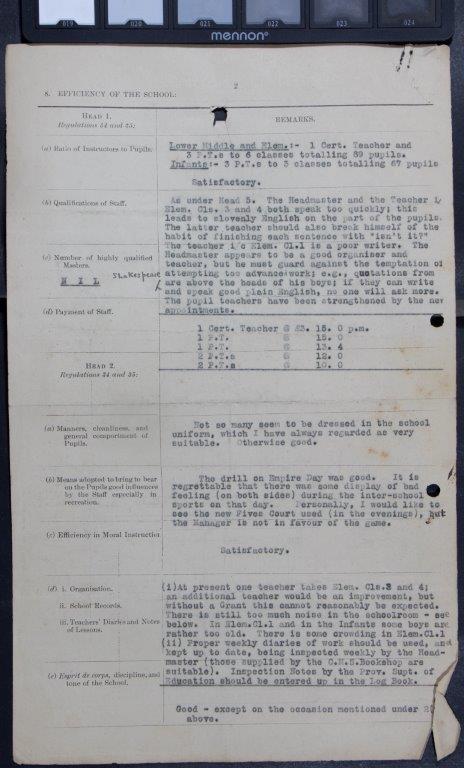 019 020 021 022 023 024
mennon
2
8. EFFICIENCY OF THE SCHOOL:
HEAD 1.
Regulations 34 and 35:
REMARKS.
(a) Ratio of Instructors to Pupils.
Lower Middle and Elem.:- 1 Cert. Teacher and
3 P.T.s to 6 classes totalling 89 pupils.
Infants:- 3 P.T.s to 3 classes totalling 67 pupils
Satisfactory.
(b) Qualifications of Staff.
As under Head 5. The Headmaster and the Teacher i/
Elem. Cls. 3 and 4 both speak too quickly; this
leads to slovenly English on the part of the pupils.
The latter teacher should also break himself of the
habit of finishing each sentence with "isn't it?"
The teacher i/c Elem. Cl.1 is a poor writer. The
(c) Number of highly qualified
Masters.
NIL
Headmaster appears to be a good organiser and
teacher, but he must guard against the temptation of
attempting too advanced work; e.g., quotations from
Shakespeare
are above the heads of his boys; if they can write
and speak good plain English, no one will ask more.
The pupil teachers have been strengthened by the new
appointments.
(d) Payment of Staff.
1 Cert. Teacher @ £3. 15. 0 p.m.
1 P.T. @ 15. 0
1 P.T. @ 13. 4
2 P.T.s @ 12. 0
2 P.T.s @ 10. 0
HEAD 2.
Regulations 34 and 35:
(a) Manners, cleanliness, and
general comportment of
Pupils.
Not so many seem to be dressed in the school
uniform, which I have always regarded as very
suitable. Otherwise good.
(b) Means adopted to bring to bear
on the Pupils good influences
by the Staff especially in
recreation.
The drill on Empire Day was good. It is
regrettable that there was some display of bad
feeling (on both sides) during the inter-school
sports on that day. Personally, I would like to
see the new Fives Court used (in the evenings), but
the Manager is not in favour of the game.
(c) Efficiency in Moral Instruction
Satisfactory.
(d) i. Organisation.
ii. School Records.
iii. Teachers' Diaries and Notes
of Lessons.
(i)At present one teacher takes Elem. Cls.3 and 4;
an additional teacher would be an improvement, but
without a Grant this cannot reasonably be expected.
There is still too much noise in the schoolroom - see
below. In Elem.Cl.1 and in the Infants some boys are
rather too old. There is some crowding in Elem.Cl.1
(ii) Proper weekly diaries of work should be used, and
kept up to date, being inspected weekly by the Head-
master (those supplied by the C.M.S.Bookshop are
suitable). Inspection Notes by the Prov. Supt. of
Education should be entered up in the Log Book.
(e) Esprit de corps, discipline, and
tone of the School.
Good - except on the occasion mentioned under 2
above.